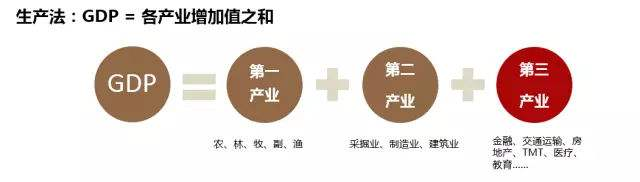 生产法：GDP = 各产业增加值之和
GDP
=
第一
产业
+
第二
产业
+
第三
产业
农、林、牧、副、渔
采掘业、制造业、建筑业
金融、交通运输、房
地产、TMT、医疗、
教育......